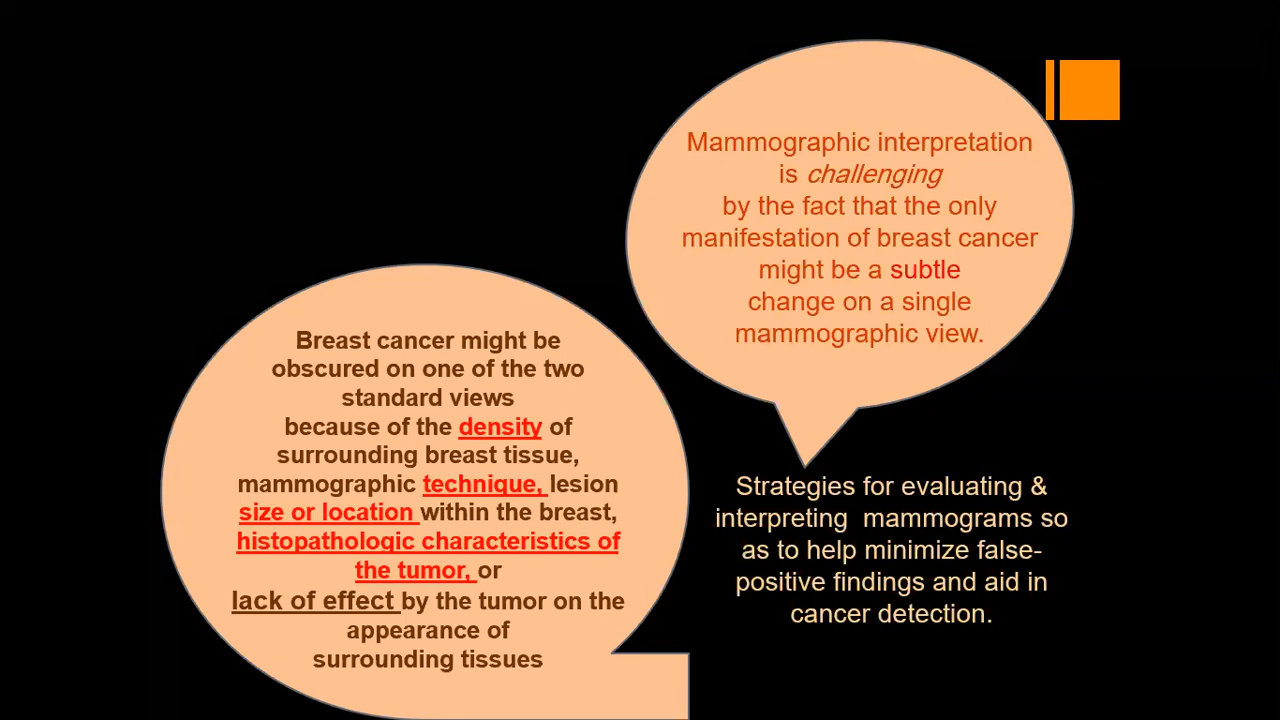 Mammographic interpretation
is challenging
by the fact that the only
manifestation of breast cancer
might be a subtle
change on a single
mammographic view.
Breast cancer might be
obscured on one of the two
standard views
because of the density of
surrounding breast tissue,
mammographic technique, lesion
size or location within the breast,
histopathologic characteristics of
the tumor, or
lack of effect by the tumor on the
appearance of
surrounding tissues
Strategies for evaluating &
interpreting mammograms so
as to help minimize false-
positive findings and aid in
cancer detection.